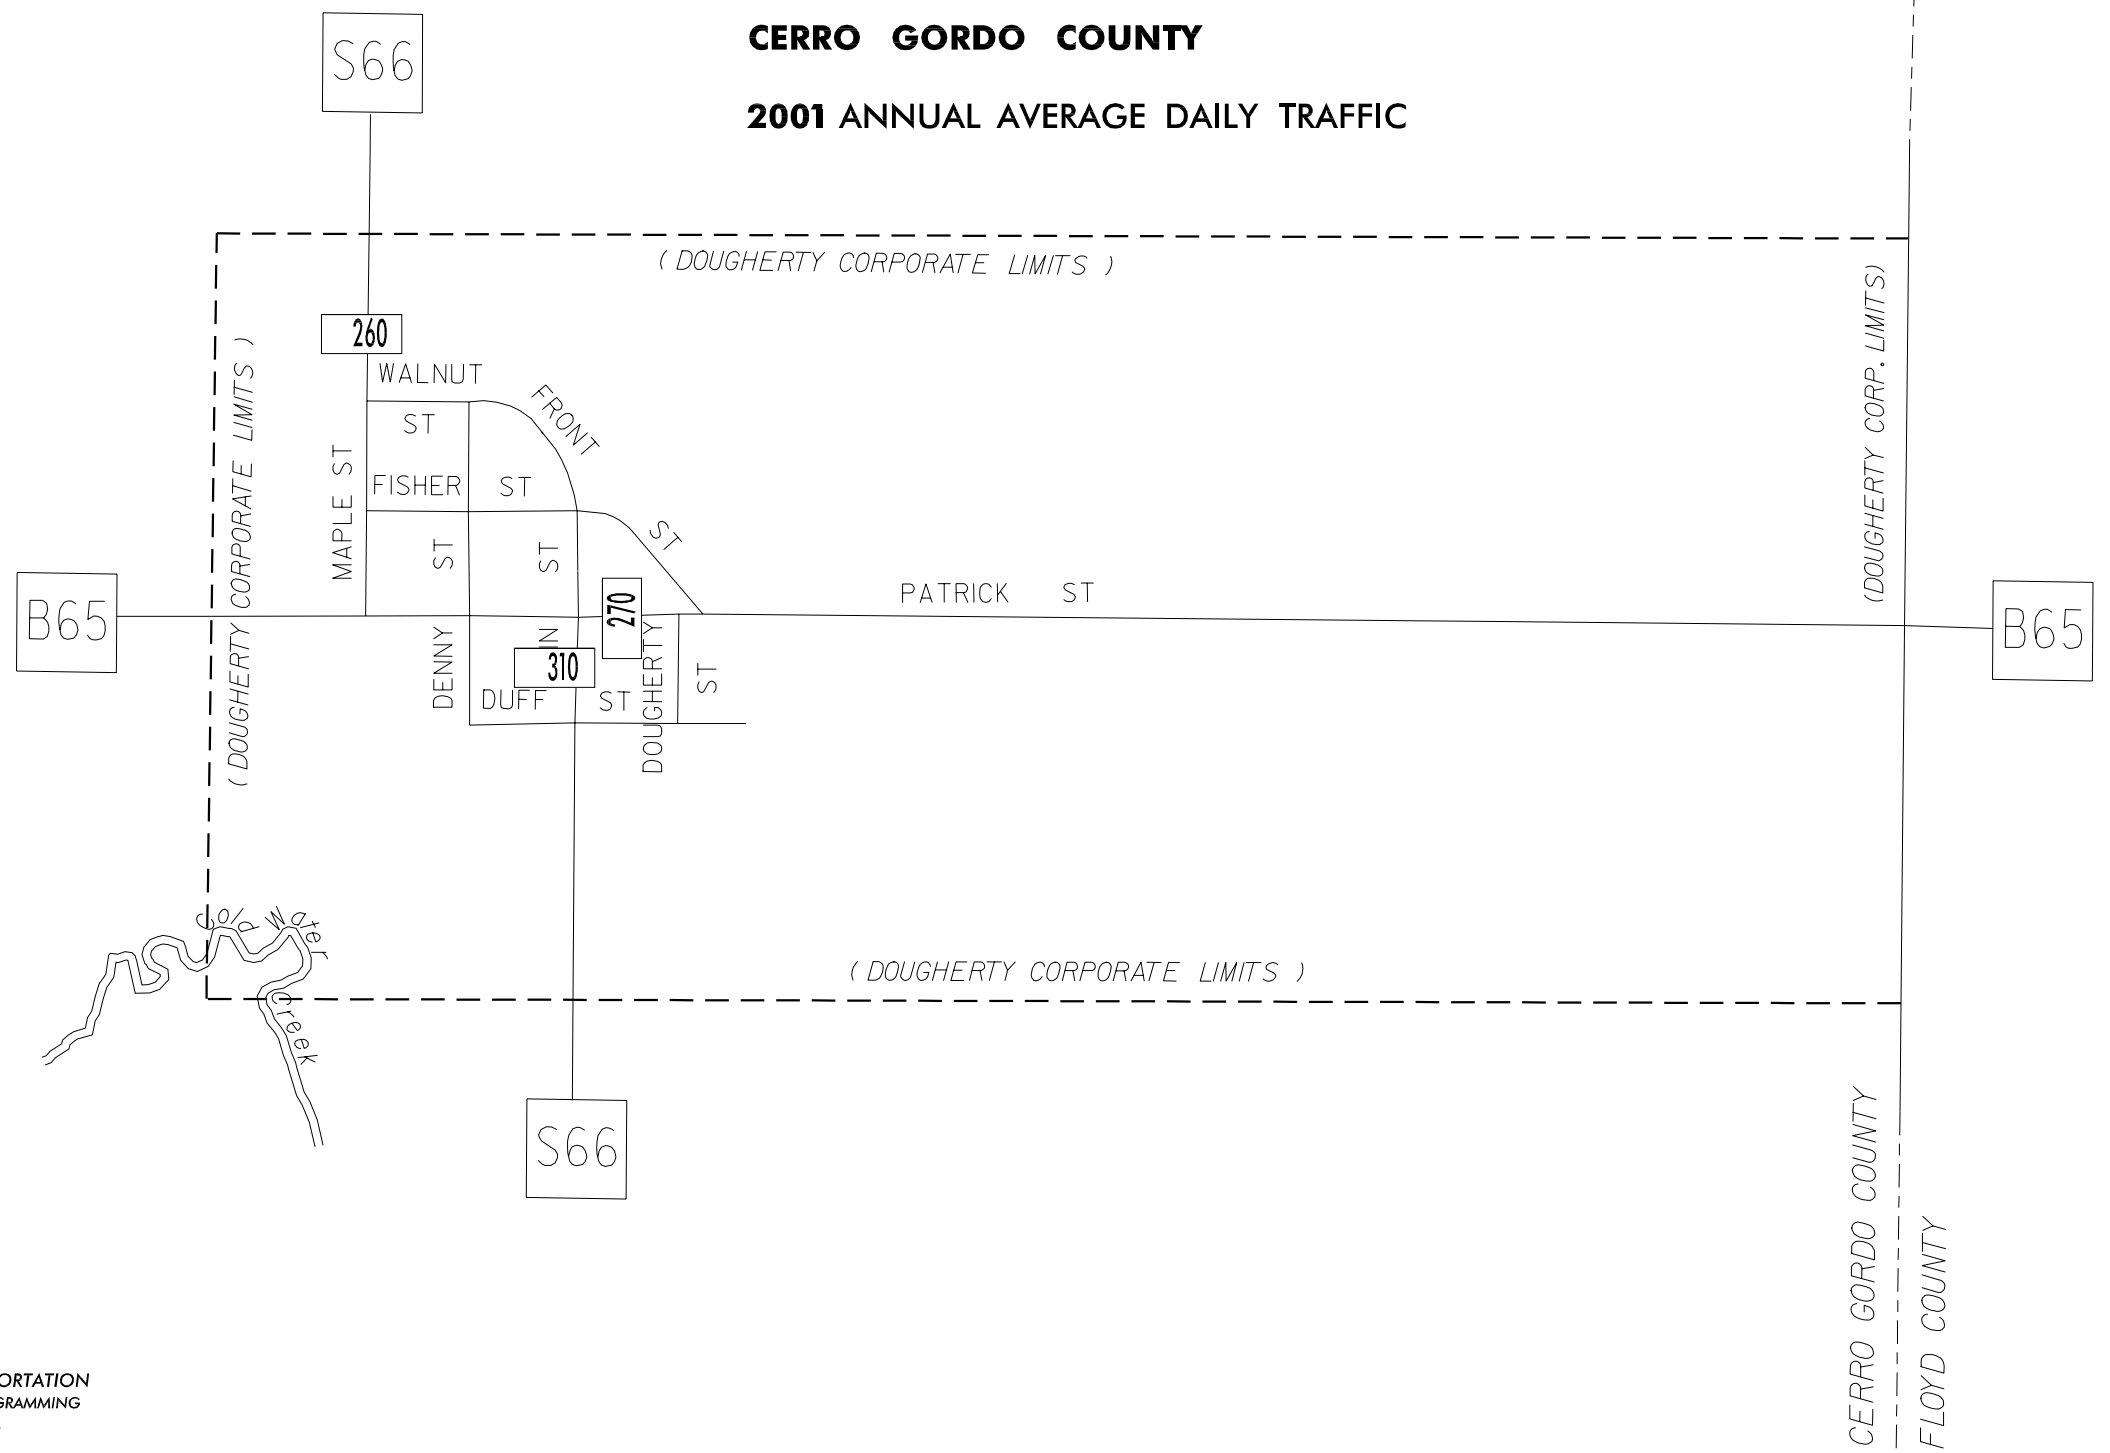 CERRO GORDO COUNTY
2001 ANNUAL AVERAGE DAILY TRAFFIC
S66
( DOUGHERTY CORPORATE LIMITS )
(DOUGHERTY CORP. LIMITS)
( DOUGHERTY CORPORATE LIMITS )
260
WALNUT ST
FRONT ST
MAPLE ST
FISHER ST
DENNY ST
ST
270
PATRICK ST
B65
B65
310
DUFF ST
DOUGHERTY ST
Cold Water Creek
( DOUGHERTY CORPORATE LIMITS )
S66
CERRO GORDO COUNTY
FLOYD COUNTY
ORTATION
GRAMMING